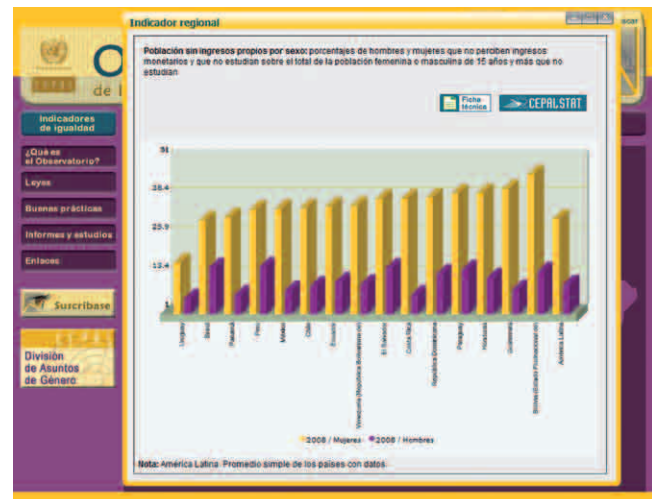 Indicador regional
scar
O
de I
Población sin ingresos propios por sexo: porcentajes de hombres y mujeres que no perciben ingresos
monetarios y que no estudian sobre el total de la población femenina o masculina de 15 años y más que no
estudian
Ficha
técnica
CEPALSTAT
Indicadores
de igualdad
¿Qué es
el Observatorio?
Leyes
Buenas prácticas
Informes y estudios
Enlaces
Suscríbase
División
de Asuntos
de Género
51
38.4
25.9
13.4
1
Uruguay
Brasil
Panamá
Perú
México
Chile
Ecuador
Venezuela (República Bolivariana de)
El Salvador
Costa Rica
República Dominicana
Paraguay
Honduras
Guatemala
Bolivia (Estado Plurinacional de)
América Latina
2008 / Mujeres
2008 / Hombres
Nota: América Latina: Promedio simple de los países con datos.